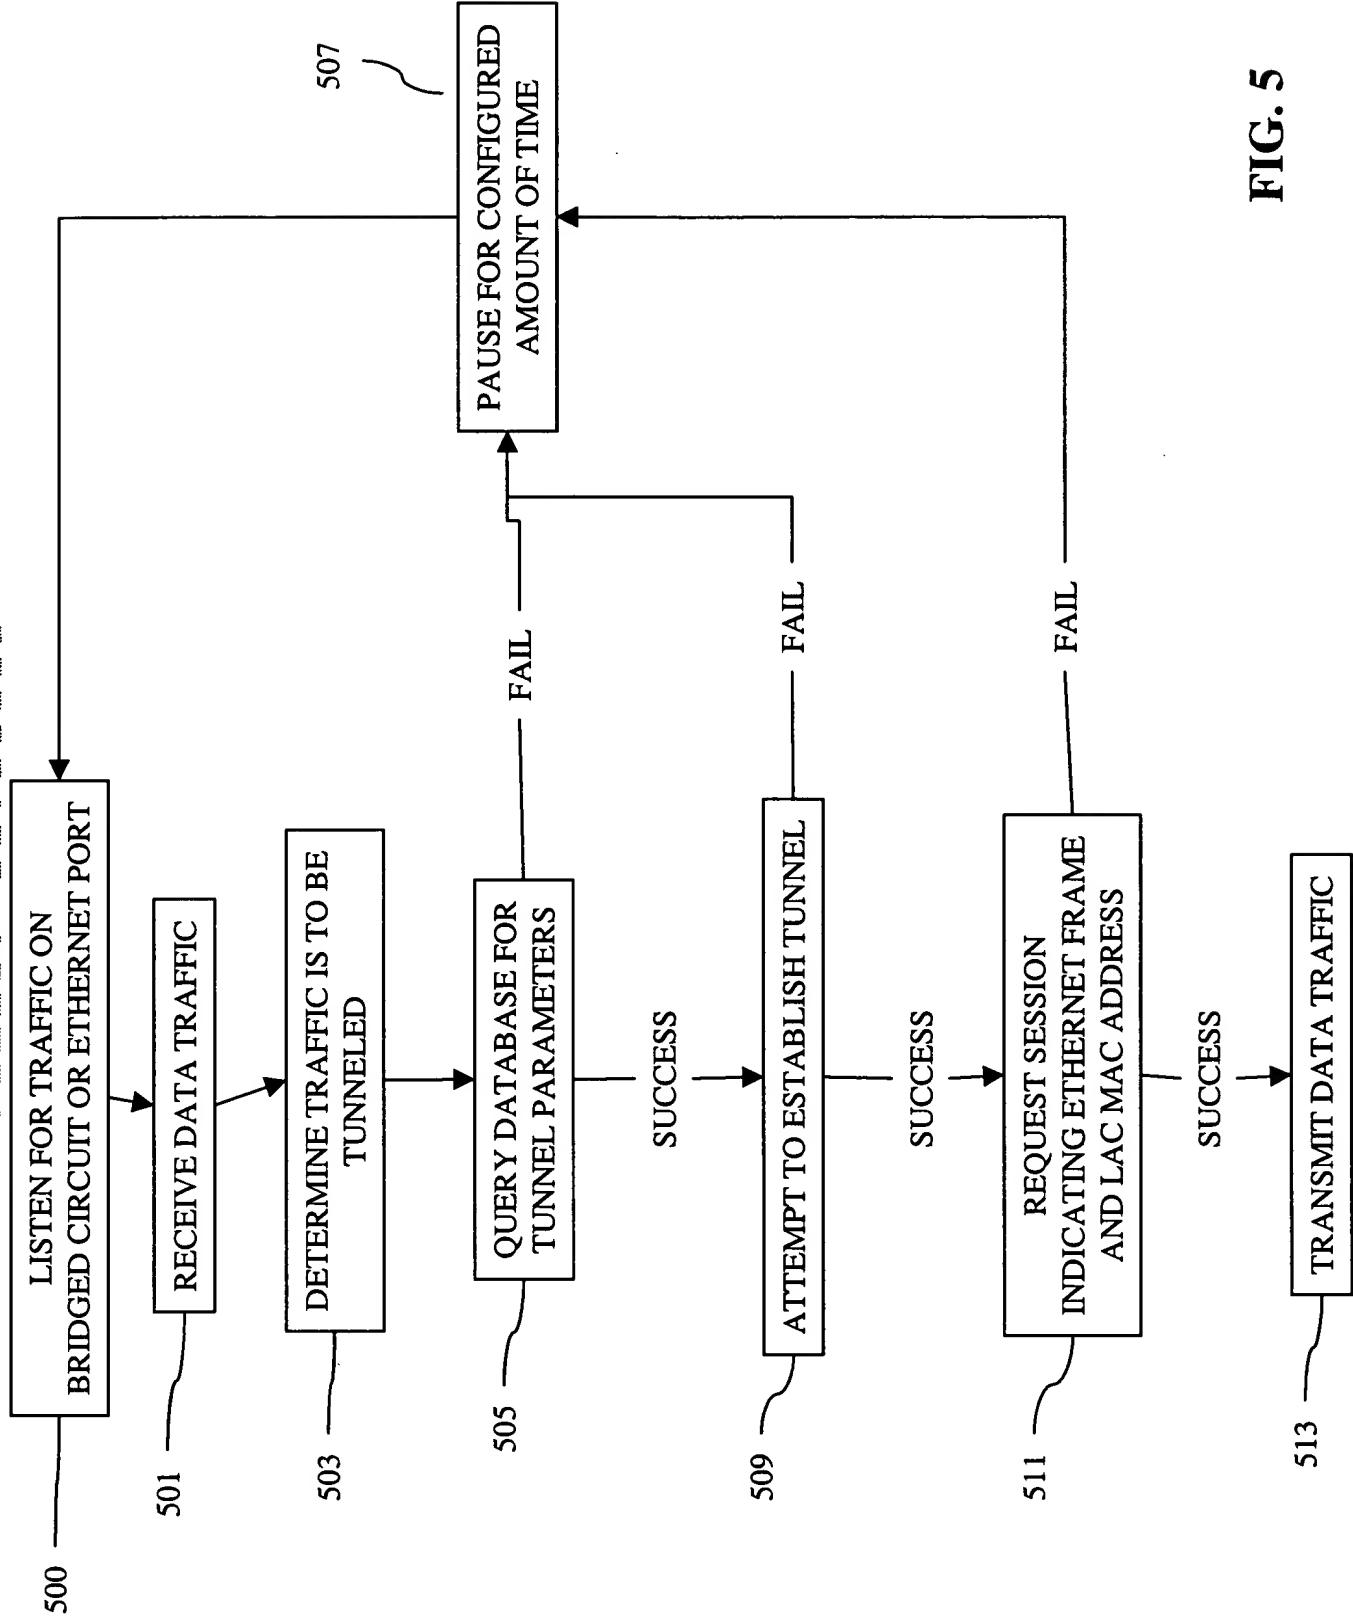 500
LISTEN FOR TRAFFIC ON
BRIDGED CIRCUIT OR ETHERNET PORT
501
RECEIVE DATA TRAFFIC
503
DETERMINE TRAFFIC IS TO BE
TUNNELED
505
QUERY DATABASE FOR
TUNNEL PARAMETERS
FAIL
507
PAUSE FOR CONFIGURED
AMOUNT OF TIME
SUCCESS
509
ATTEMPT TO ESTABLISH TUNNEL
FAIL
SUCCESS
511
REQUEST SESSION
INDICATING ETHERNET FRAME
AND LAC MAC ADDRESS
FAIL
SUCCESS
513
TRANSMIT DATA TRAFFIC
FIG. 5